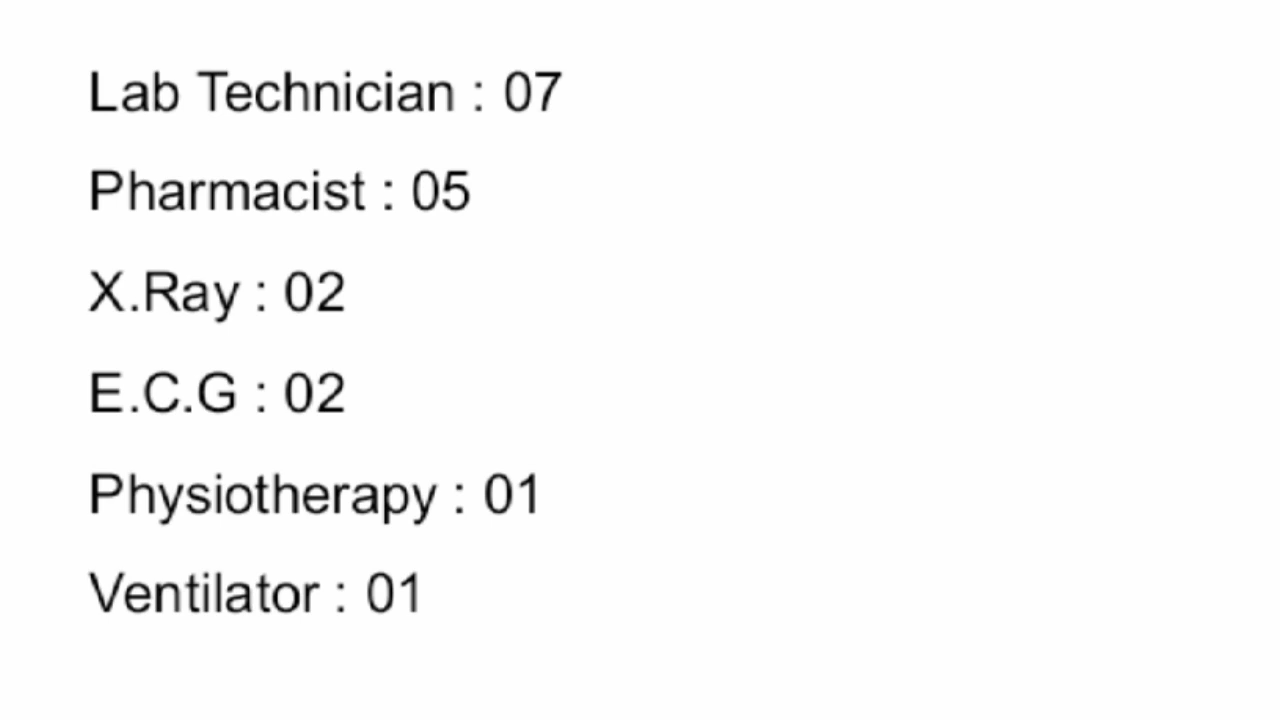 Lab Technician : 07
Pharmacist : 05
X.Ray : 02
E.C.G : 02
Physiotherapy : 01
Ventilator : 01